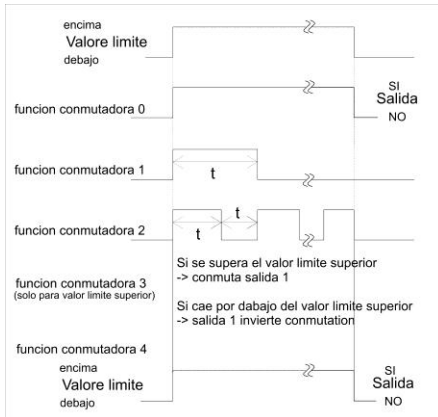 encima
Valore limite
debajo
SI
Salida
NO
funcion conmutadora 0
funcion conmutadora 1
t
funcion conmutadora 2
t
t
funcion conmutadora 3
(solo para valor limite superior)
Si se supera el valor limite superior
-> conmuta salida 1
Si cae por dabajo del valor limite superior
-> salida 1 invierte conmutation
funcion conmutadora 4
encima
Valore limite
debajo
SI
Salida
NO